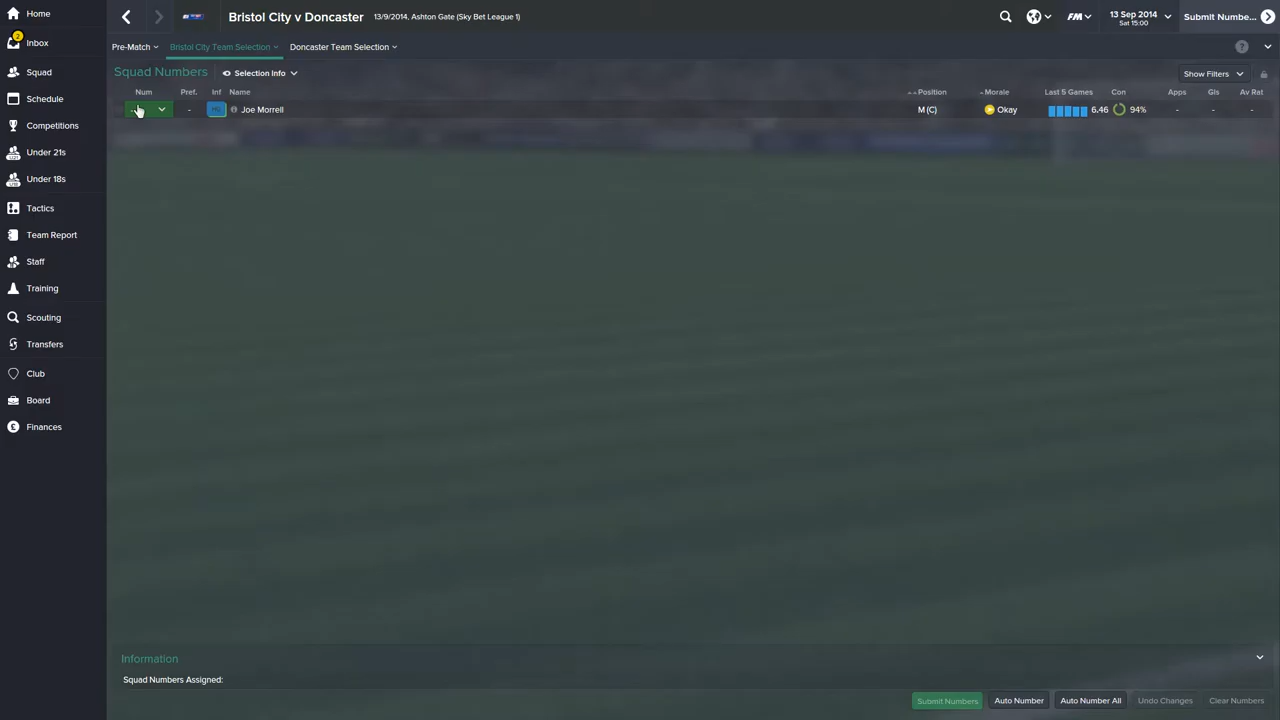 Home
Bristol City v Doncaster
13/9/2014, Ashton Gate (Sky Bet League 1)
FM
13 Sep 2014
Sat 15:00
Submit Numbe...
2
Inbox
Pre-Match
Bristol City Team Selection
Doncaster Team Selection
?
Squad
Squad Numbers
Selection Info
Show Filters
Num
Pref.
Inf
Name
Position
Morale
Last 5 Games
Con
Apps
Gls
Av Rat
Schedule
-
Joe Morrell
M (C)
Okay
6.46
94%
-
-
-
Competitions
Under 21s
Under 18s
Tactics
Team Report
Staff
Training
Scouting
Transfers
Club
Board
Finances
Information
Squad Numbers Assigned:
Submit Numbers
Auto Number
Auto Number All
Undo Changes
Clear Numbers